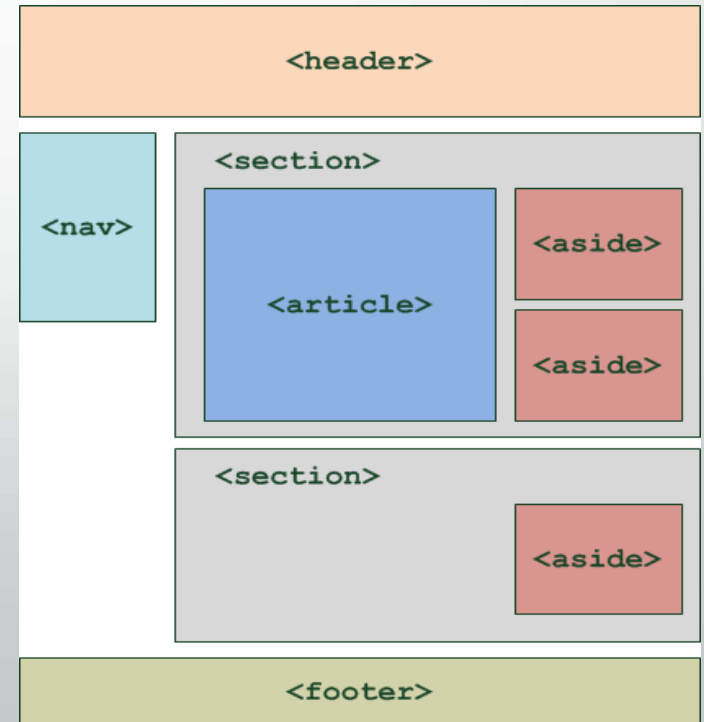 <header>
<nav>
<section>
<article>
<aside>
<aside>
<section>
<aside>
<footer>